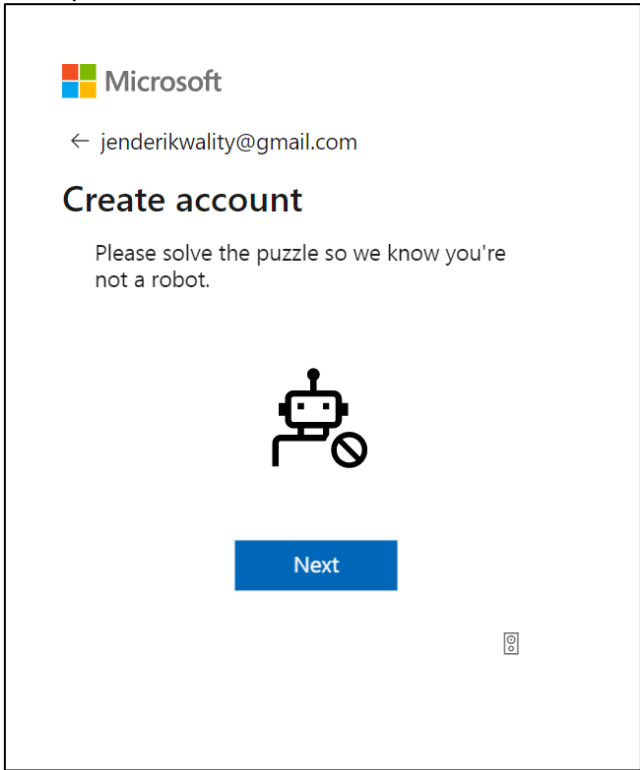 Microsoft
← jenderikwality@gmail.com
Create account
Please solve the puzzle so we know you're
not a robot.
Next